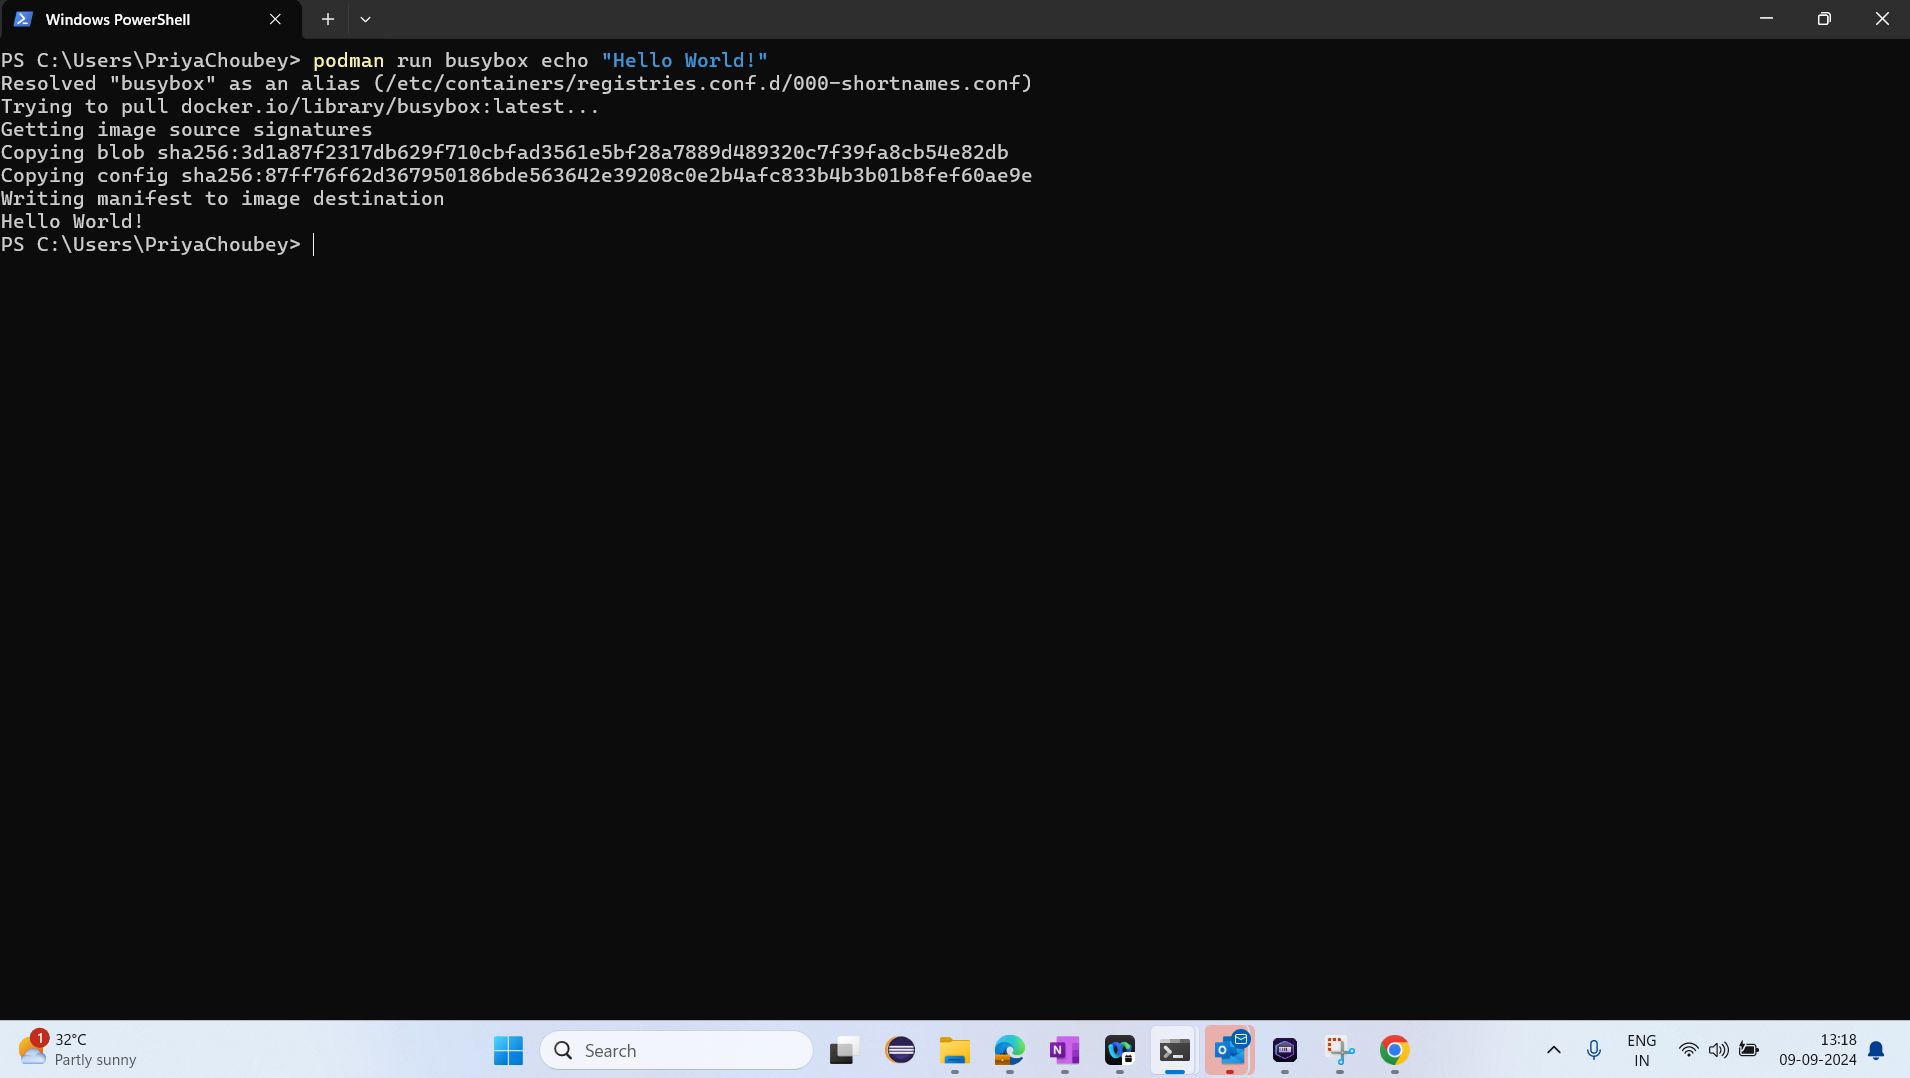 Windows PowerShell
PS C:\Users\PriyaChoubey> podman run busybox echo "Hello World!"
Resolved "busybox" as an alias (/etc/containers/registries.conf.d/000-shortnames.conf)
Trying to pull docker.io/library/busybox:latest...
Getting image source signatures
Copying blob sha256:3d1a87f2317db629f710cbfad3561e5bf28a7889d489320c7f39fa8cb54e82db
Copying config sha256:87ff76f62d367950186bde563642e39208c0e2b4afc833b4b3b01b8fef60ae9e
Writing manifest to image destination
Hello World!
PS C:\Users\PriyaChoubey>
1
32°C
Partly sunny
Search
ENG
IN
13:18
09-09-2024